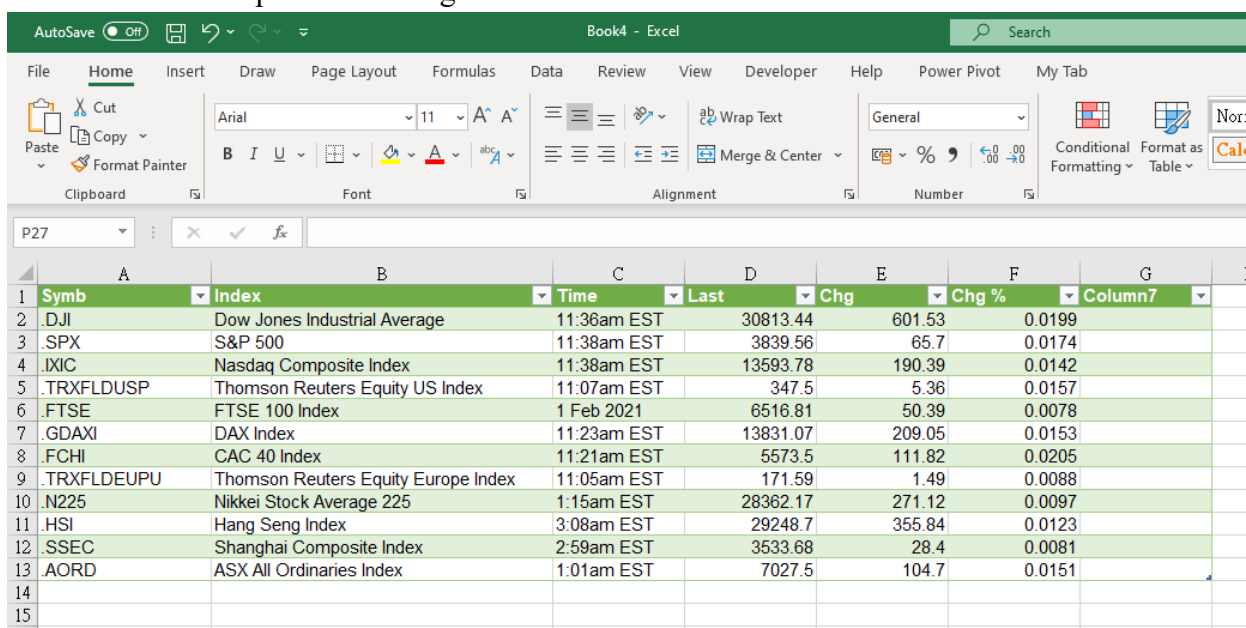 AutoSave Off Book4 - Excel Search
File Home Insert Draw Page Layout Formulas Data Review View Developer Help Power Pivot My Tab
Cut
Copy
Paste
Format Painter
Clipboard
Arial 11 A^ Aˇ
B I U A abc A
Font
ab Wrap Text
Merge & Center
Alignment
General
% 9 .00 .00
Number
Conditional Formatting
Format as Table
P27 fx
A B C D E F G
1 Symb Index Time Last Chg Chg % Column7
2 .DJI Dow Jones Industrial Average 11:36am EST 30813.44 601.53 0.0199
3 .SPX S&P 500 11:38am EST 3839.56 65.7 0.0174
4 .IXIC Nasdaq Composite Index 11:38am EST 13593.78 190.39 0.0142
5 .TRXFLDUSP Thomson Reuters Equity US Index 11:07am EST 347.5 5.36 0.0157
6 .FTSE FTSE 100 Index 1 Feb 2021 6516.81 50.39 0.0078
7 .GDAXI DAX Index 11:23am EST 13831.07 209.05 0.0153
8 .FCHI CAC 40 Index 11:21am EST 5573.5 111.82 0.0205
9 .TRXFLDEUPU Thomson Reuters Equity Europe Index 11:05am EST 171.59 1.49 0.0088
10 .N225 Nikkei Stock Average 225 1:15am EST 28362.17 271.12 0.0097
11 .HSI Hang Seng Index 3:08am EST 29248.7 355.84 0.0123
12 .SSEC Shanghai Composite Index 2:59am EST 3533.68 28.4 0.0081
13 .AORD ASX All Ordinaries Index 1:01am EST 7027.5 104.7 0.0151
14
15